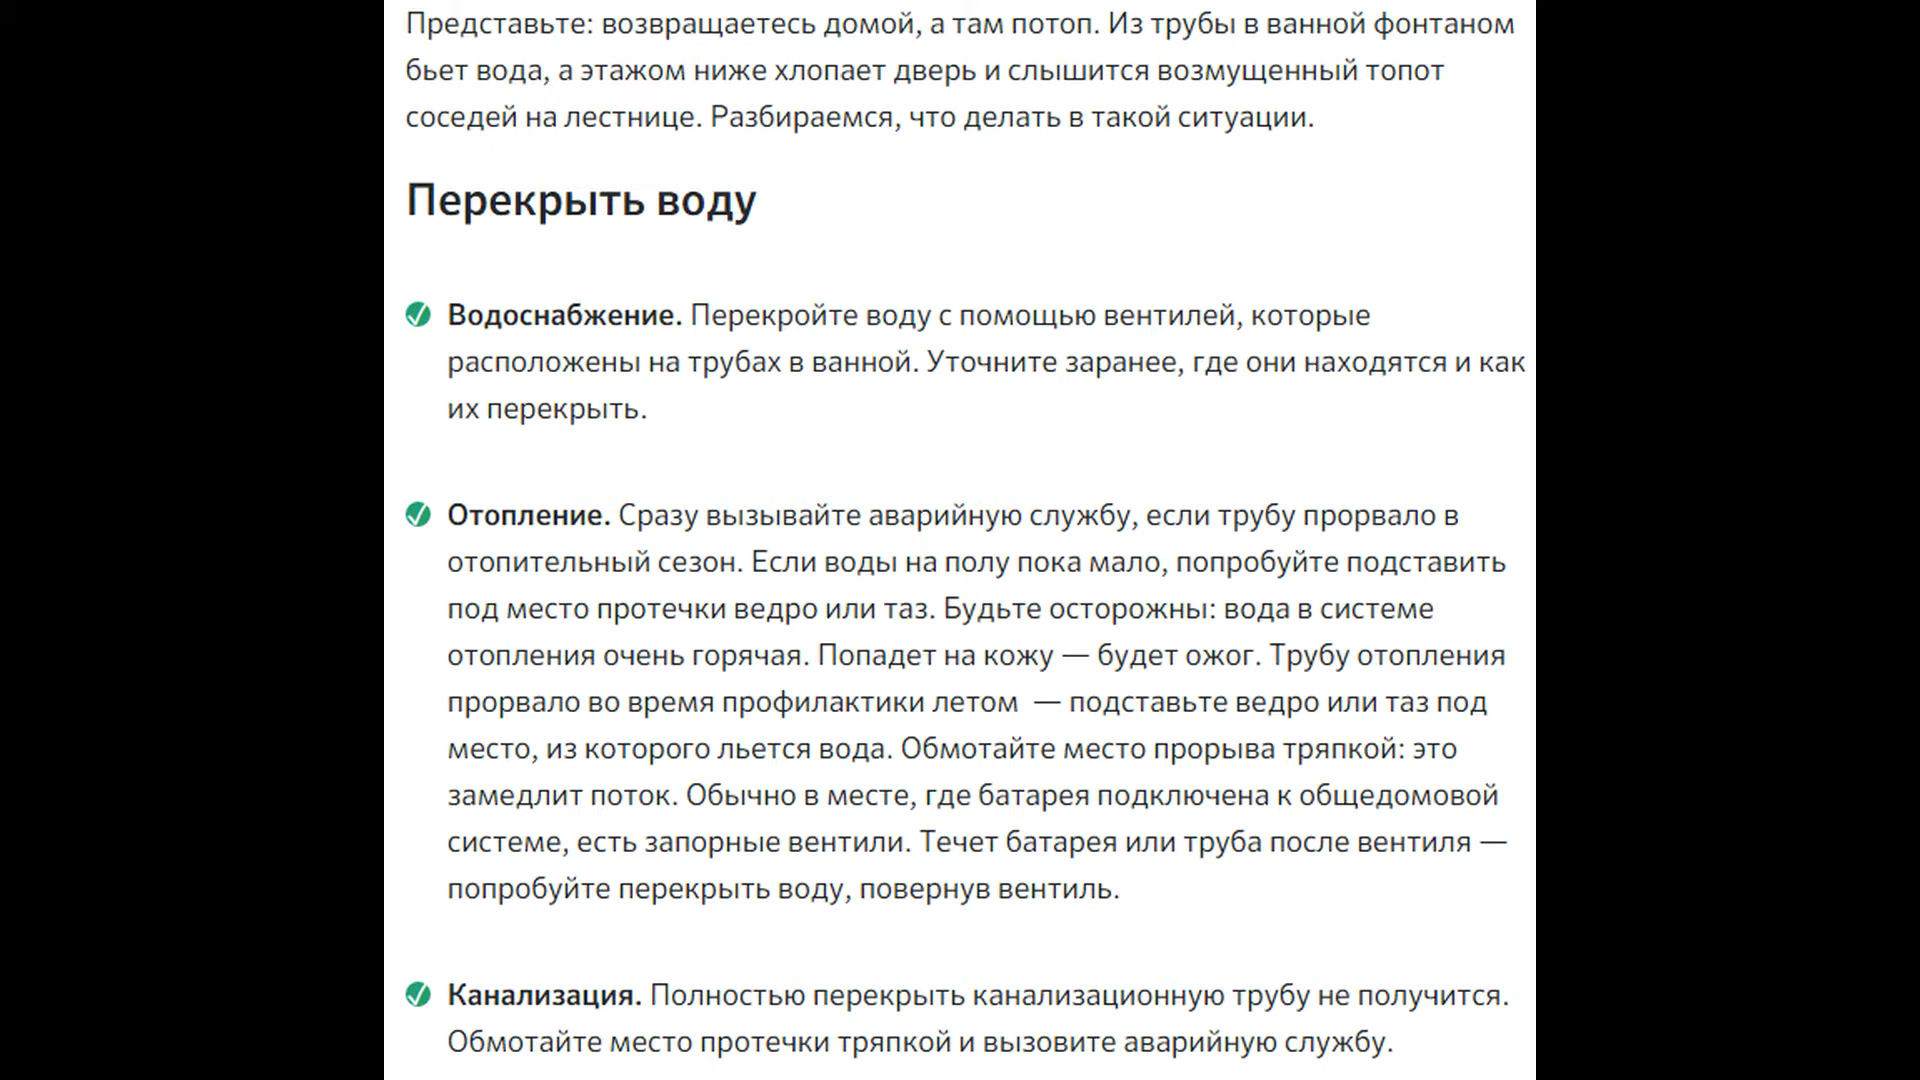 Представьте: возвращаетесь домой, а там потоп. Из трубы в ванной фонтаном
бьет вода, а этажом ниже хлопает дверь и слышится возмущенный топот
соседей на лестнице. Разбираемся, что делать в такой ситуации.
Перекрыть воду
Водоснабжение. Перекройте воду с помощью вентилей, которые
расположены на трубах в ванной. Уточните заранее, где они находятся и как
их перекрыть.
Отопление. Сразу вызывайте аварийную службу, если трубу прорвало в
отопительный сезон. Если воды на полу пока мало, попробуйте подставить
под место протечки ведро или таз. Будьте осторожны: вода в системе
отопления очень горячая. Попадет на кожу — будет ожог. Трубу отопления
прорвало во время профилактики летом — подставьте ведро или таз под
место, из которого льется вода. Обмотайте место прорыва тряпкой: это
замедлит поток. Обычно в месте, где батарея подключена к общедомовой
системе, есть запорные вентили. Течет батарея или труба после вентиля —
попробуйте перекрыть воду, повернув вентиль.
Канализация. Полностью перекрыть канализационную трубу не получится.
Обмотайте место протечки тряпкой и вызовите аварийную службу.